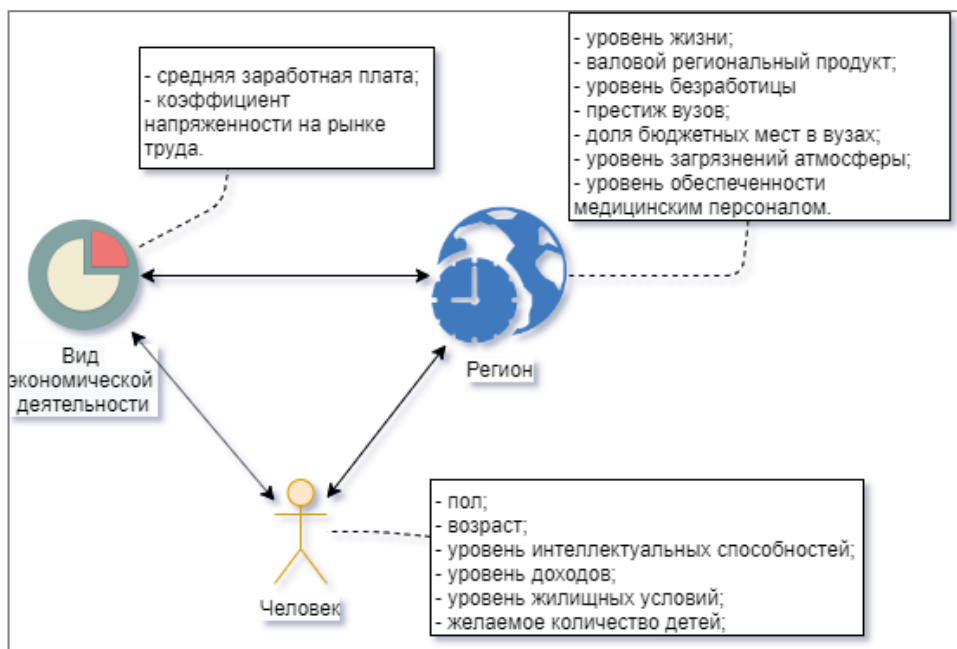 - средняя заработная плата;
- коэффициент
напряженности на рынке
труда.
- уровень жизни;
- валовой региональный продукт;
- уровень безработицы
- престиж вузов;
- доля бюджетных мест в вузах;
- уровень загрязнений атмосферы;
- уровень обеспеченности
медицинским персоналом.
Вид
экономической
деятельности
Регион
Человек
- пол;
- возраст;
- уровень интеллектуальных способностей;
- уровень доходов;
- уровень жилищных условий;
- желаемое количество детей;